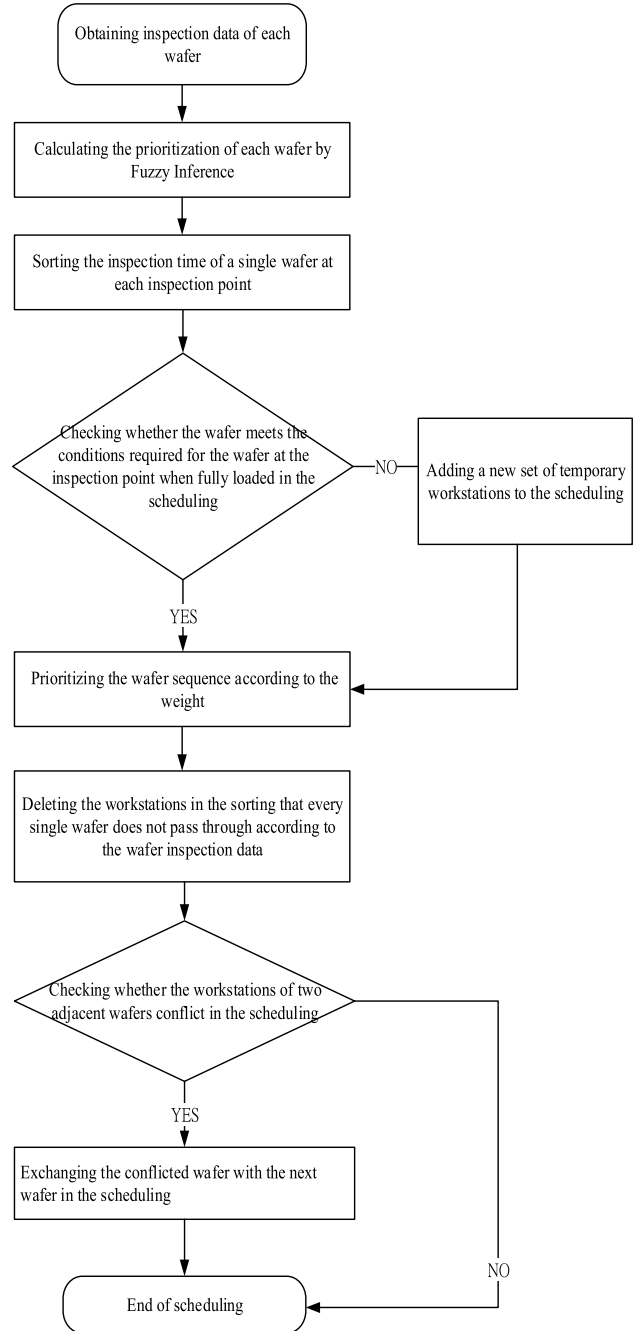 Obtaining inspection data of each
wafer
Calculating the prioritization of each wafer by
Fuzzy Inference
Sorting the inspection time of a single wafer at
each inspection point
Checking whether the wafer meets the
conditions required for the wafer at the
inspection point when fully loaded in the
scheduling
NO
Adding a new set of temporary
workstations to the scheduling
YES
Prioritizing the wafer sequence according to the
weight
Deleting the workstations in the sorting that every
single wafer does not pass through according to
the wafer inspection data
Checking whether the workstations of two
adjacent wafers conflict in the scheduling
YES
Exchanging the conflicted wafer with the next
wafer in the scheduling
NO
End of scheduling